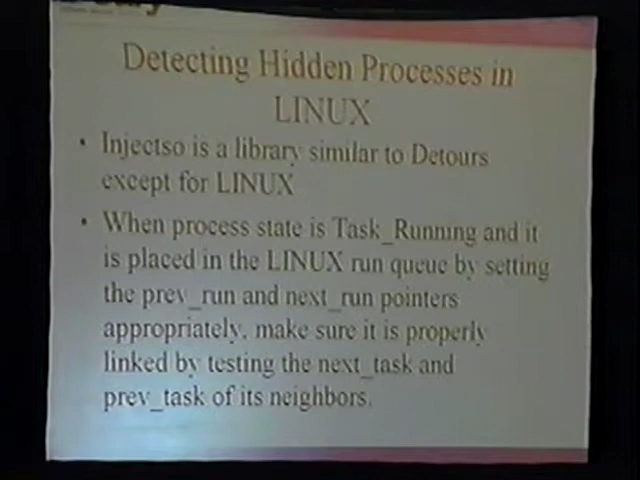 Detecting Hidden Processes in
LINUX
• Injectso is a library similar to Detours
except for LINUX
• When process state is Task_Running and it
is placed in the LINUX run queue by setting
the prev_run and next_run pointers
appropriately, make sure it is properly
linked by testing the next_task and
prev_task of its neighbors.